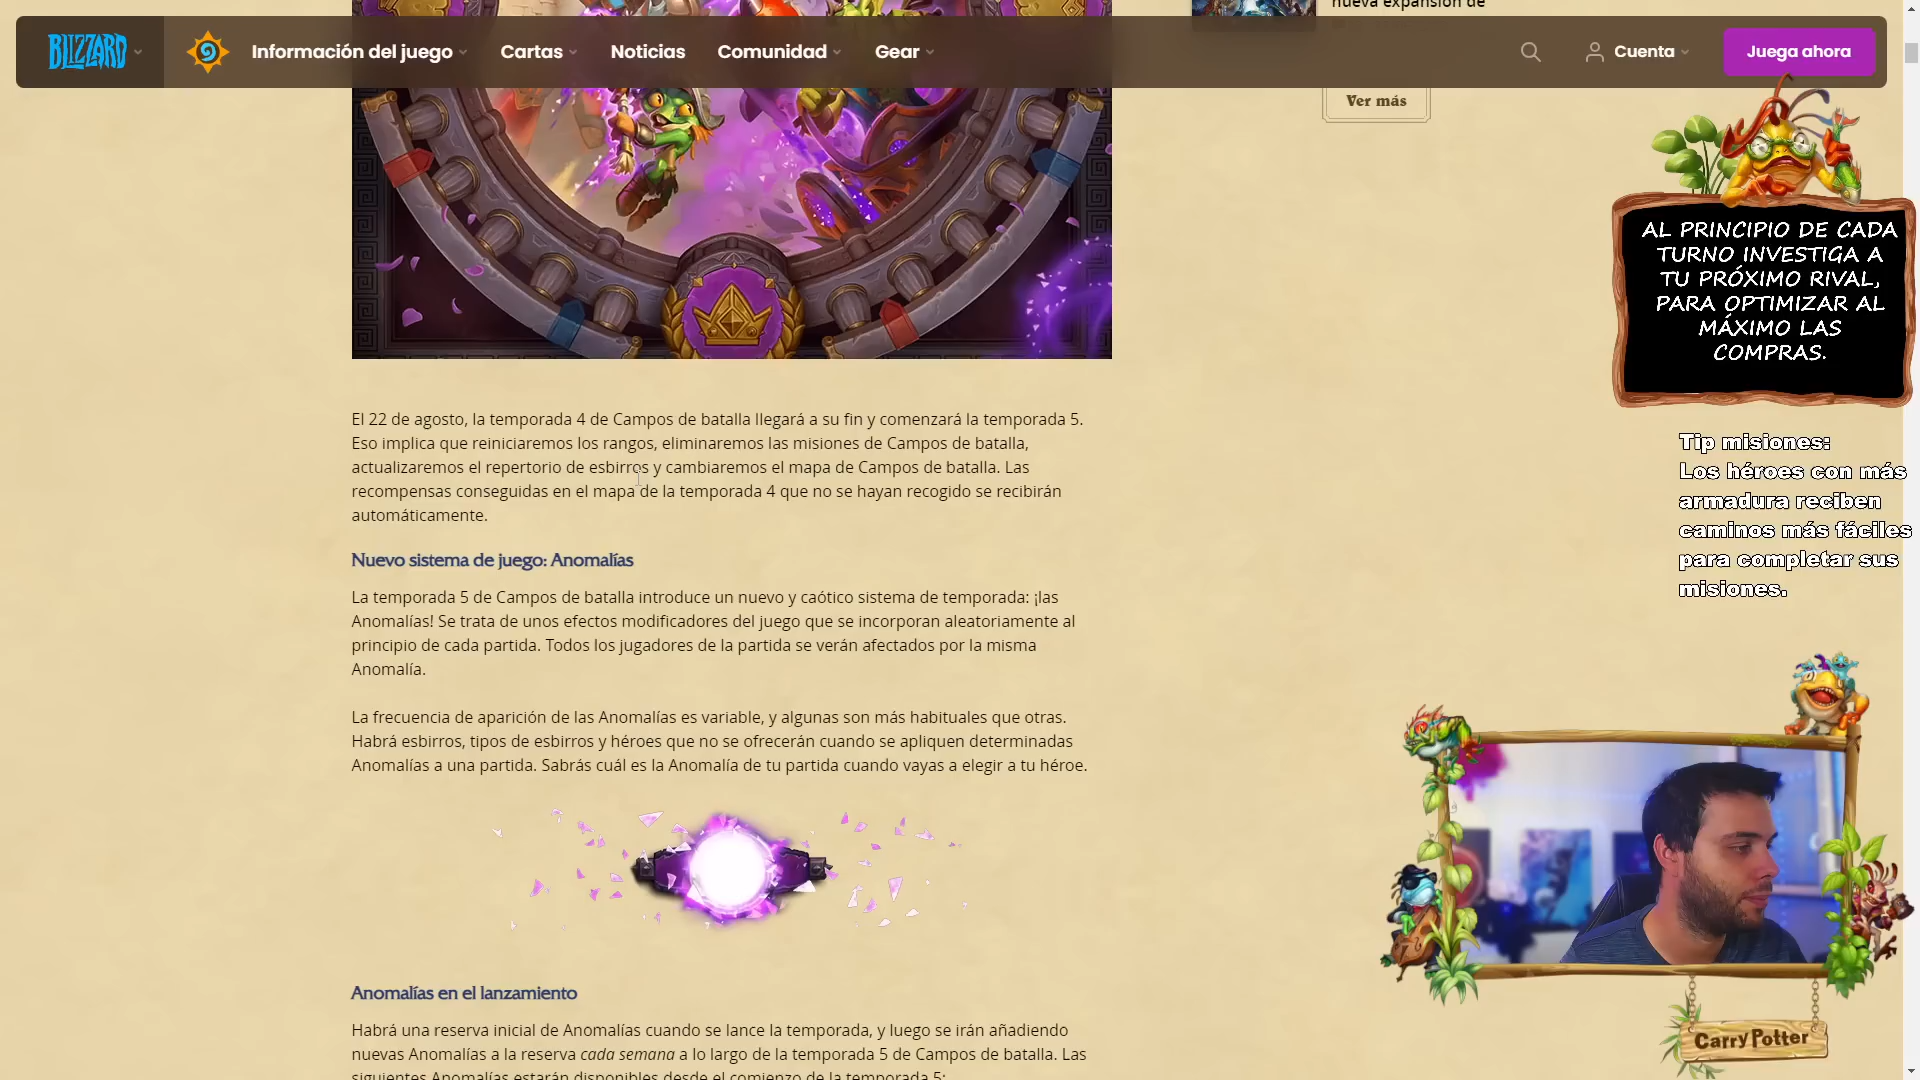 nueva expansión de
BLIZZARD
Información del juego
Cartas
Noticias
Comunidad
Gear
Cuenta
Juega ahora
Ver más
AL PRINCIPIO DE CADA
TURNO INVESTIGA A
TU PRÓXIMO RIVAL,
PARA OPTIMIZAR AL
MÁXIMO LAS
COMPRAS.
El 22 de agosto, la temporada 4 de Campos de batalla llegará a su fin y comenzará la temporada 5.
Eso implica que reiniciaremos los rangos, eliminaremos las misiones de Campos de batalla,
actualizaremos el repertorio de esbirros y cambiaremos el mapa de Campos de batalla. Las
recompensas conseguidas en el mapa de la temporada 4 que no se hayan recogido se recibirán
automáticamente.
Tip misiones:
Los héroes con más
armadura reciben
caminos más fáciles
para completar sus
misiones.
Nuevo sistema de juego: Anomalías
La temporada 5 de Campos de batalla introduce un nuevo y caótico sistema de temporada: ¡las
Anomalías! Se trata de unos efectos modificadores del juego que se incorporan aleatoriamente al
principio de cada partida. Todos los jugadores de la partida se verán afectados por la misma
Anomalía.
La frecuencia de aparición de las Anomalías es variable, y algunas son más habituales que otras.
Habrá esbirros, tipos de esbirros y héroes que no se ofrecerán cuando se apliquen determinadas
Anomalías a una partida. Sabrás cuál es la Anomalía de tu partida cuando vayas a elegir a tu héroe.
Anomalías en el lanzamiento
Habrá una reserva inicial de Anomalías cuando se lance la temporada, y luego se irán añadiendo
nuevas Anomalías a la reserva cada semana a lo largo de la temporada 5 de Campos de batalla. Las
siguientes Anomalías estarán disponibles desde el comienzo de la temporada 5:
CarryPotter